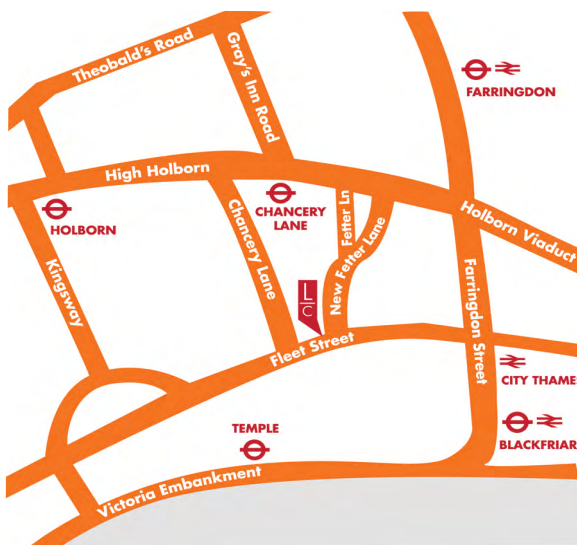 Theobald's Road
Gray's Inn Road
FARRINGDON
High Holborn
HOLBORN
CHANCERY
LANE
Fetter Ln
Holborn Viaduct
Kingsway
Chancery Lane
New Fetter Lane
L
C
Farringdon Street
Fleet Street
CITY THAME
TEMPLE
BLACKFRIAR
Victoria Embankment